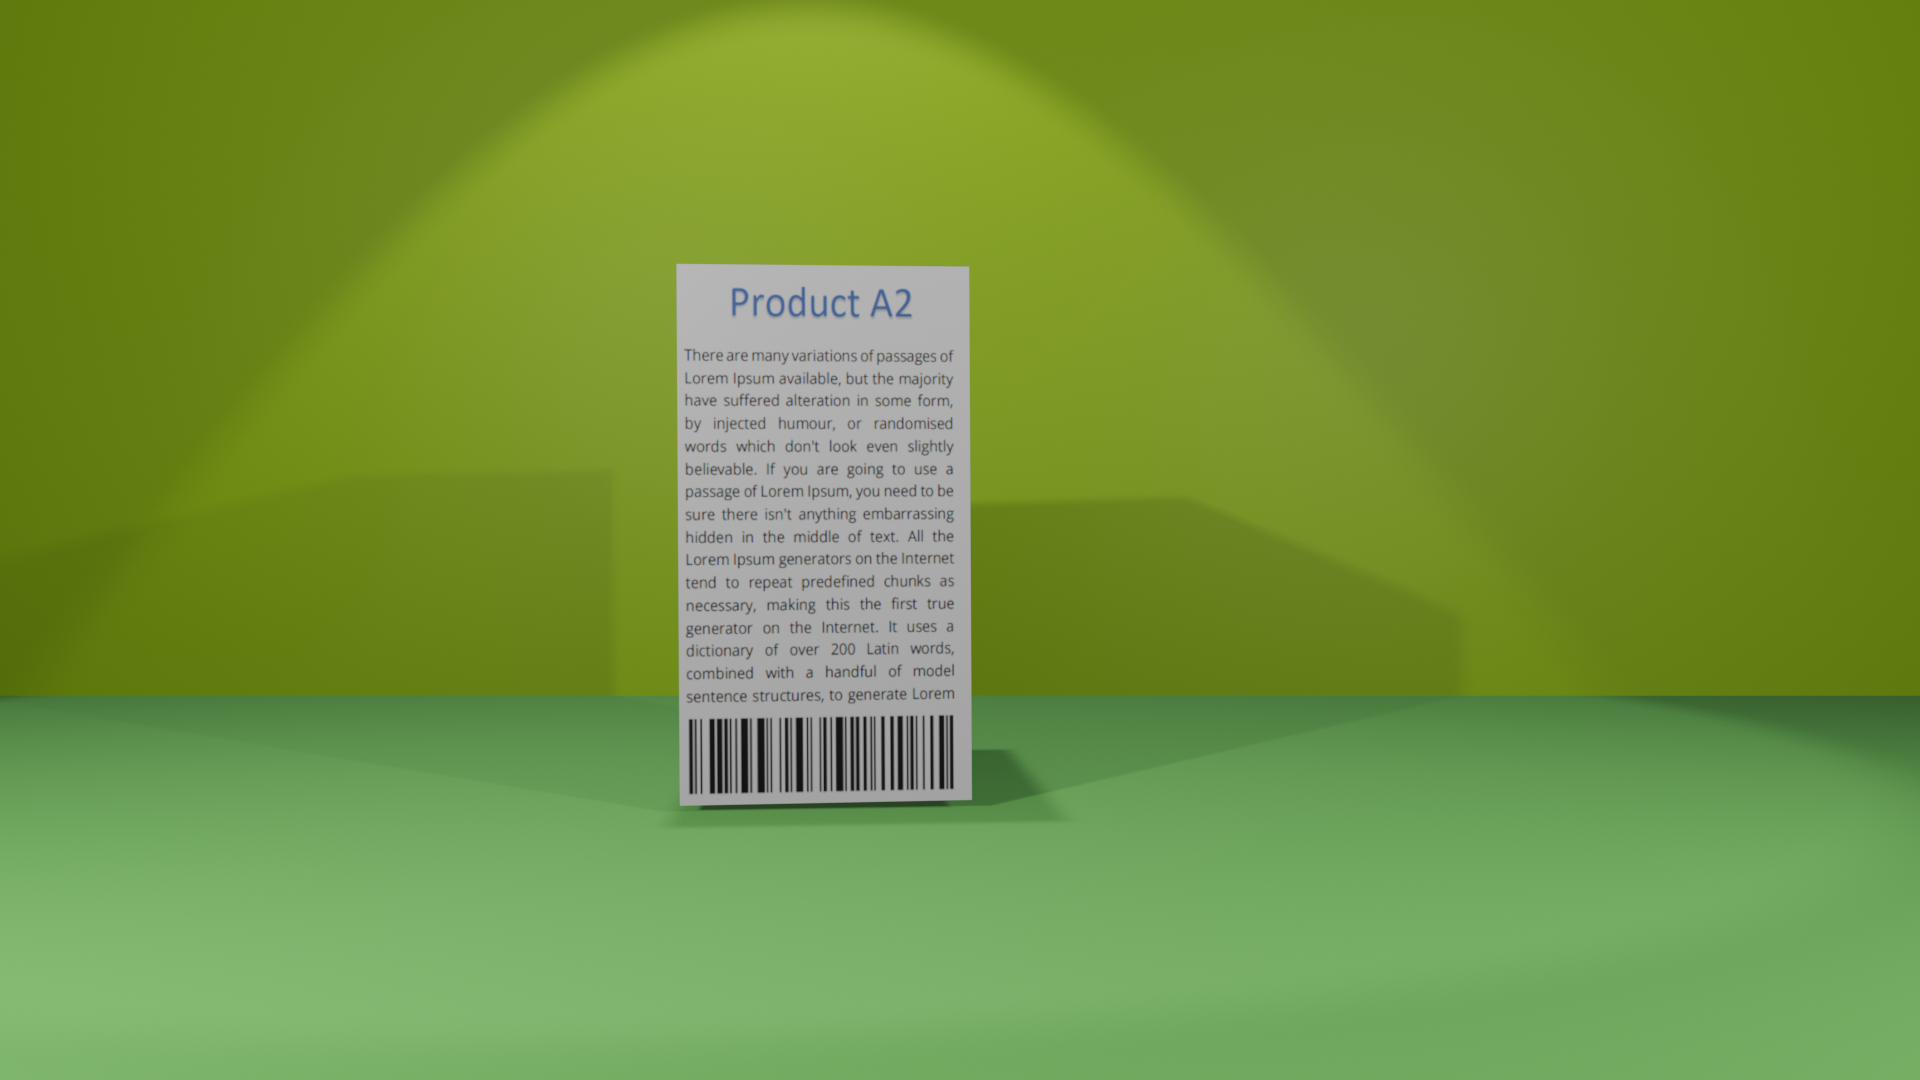 Product A2
There are many variations of passages of
Lorem Ipsum available, but the majority
have suffered alteration in some form,
by injected humour, or randomised
words which don't look even slightly
believable. If you are going to use a
passage of Lorem Ipsum, you need to be
sure there isn't anything embarrassing
hidden in the middle of text. All the
Lorem Ipsum generators on the Internet
tend to repeat predefined chunks as
necessary, making this the first true
generator on the Internet. It uses a
dictionary of over 200 Latin words,
combined with a handful of model
sentence structures, to generate Lorem